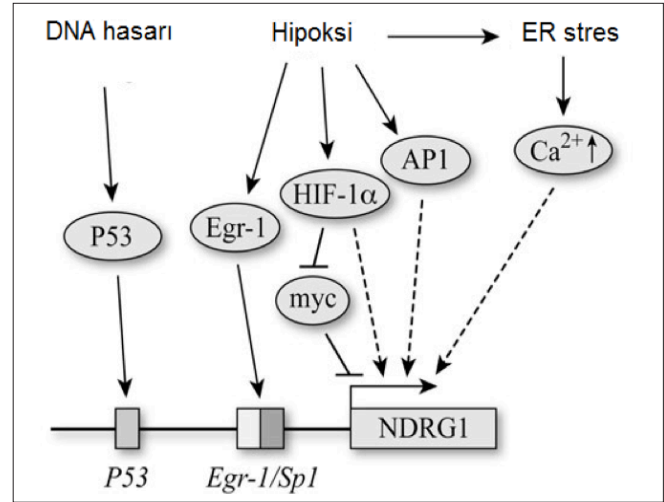 DNA hasarı Hipoksi ER stres
AP1 Ca2+↑
HIF-1α
P53 Egr-1
myc
NDRG1
P53 Egr-1/Sp1